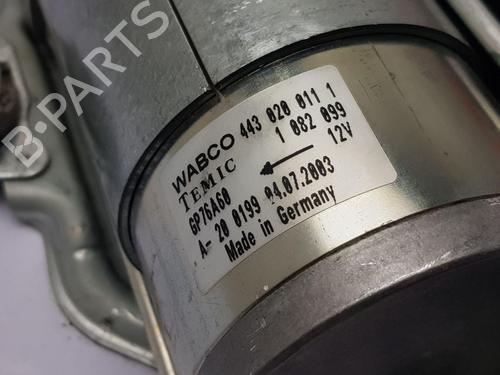 B-PARTS
WABCO 443 020 011 1
TEMIC 1 082 099
GP76A60 12V
A- 20 0199 04.07.2003
Made in Germany